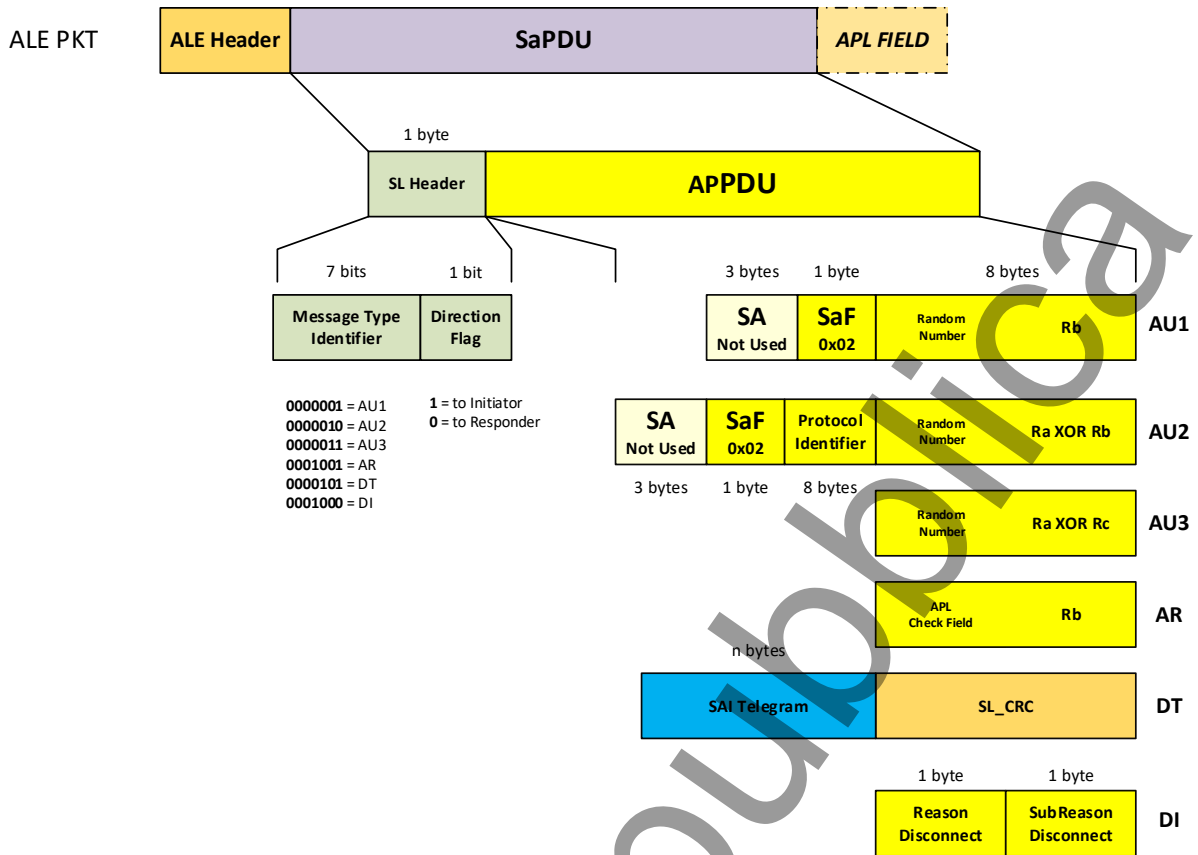 ALE PKT
ALE Header
SaPDU
APL FIELD
1 byte
SL Header
APPDU
7 bits
1 bit
3 bytes
1 byte
8 bytes
Message Type
Identifier
Direction
Flag
SA
Not Used
SaF
0x02
Random
Number
Rb
AU1
0000001 = AU1
0000010 = AU2
0000011 = AU3
0001001 = AR
0000101 = DT
0001000 = DI
1 = to Initiator
0 = to Responder
SA
Not Used
SaF
0x02
Protocol
Identifier
Random
Number
Ra XOR Rb
AU2
3 bytes
1 byte
8 bytes
Random
Number
Ra XOR Rc
AU3
APL
Check Field
Rb
AR
n bytes
SAI Telegram
SL_CRC
DT
1 byte
1 byte
Reason
Disconnect
SubReason
Disconnect
DI
pubblica